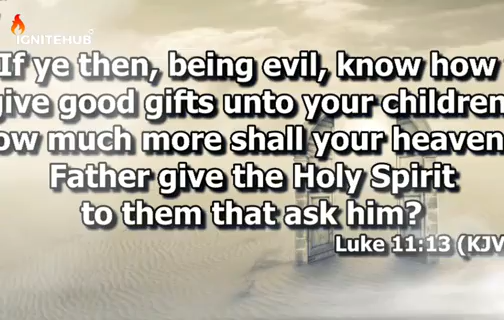 IGNITEHUB
If ye then, being evil, know how
give good gifts unto your children
ow much more shall your heaven
Father give the Holy Spirit
to them that ask him?
Luke 11:13 (KJV